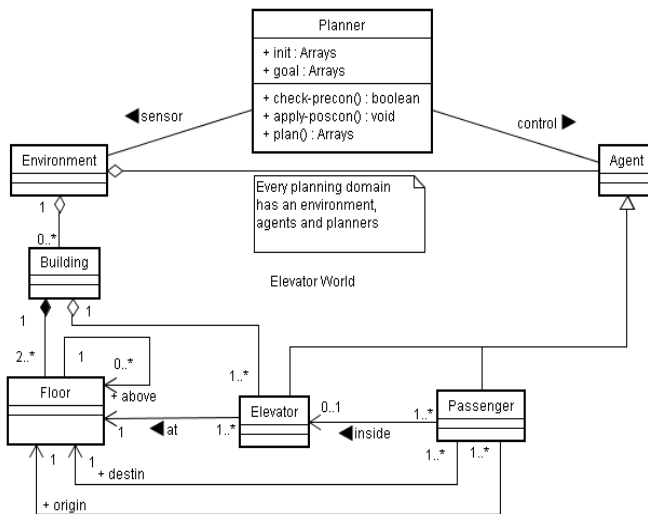 Planner
+ init : Arrays
+ goal : Arrays
+ check-precon() : boolean
+ apply-poscon() : void
+ plan() : Arrays
◀sensor
control ▶
Environment
Agent
Every planning domain
has an environment,
agents and planners
1
0..*
Building
Elevator World
1
1
2..*
1
0..*
+ above
1..*
Floor
Elevator
Passenger
1
◀at
1..*
0..1
◀inside
1..*
1
1
+ destin
1..*
1..*
+ origin